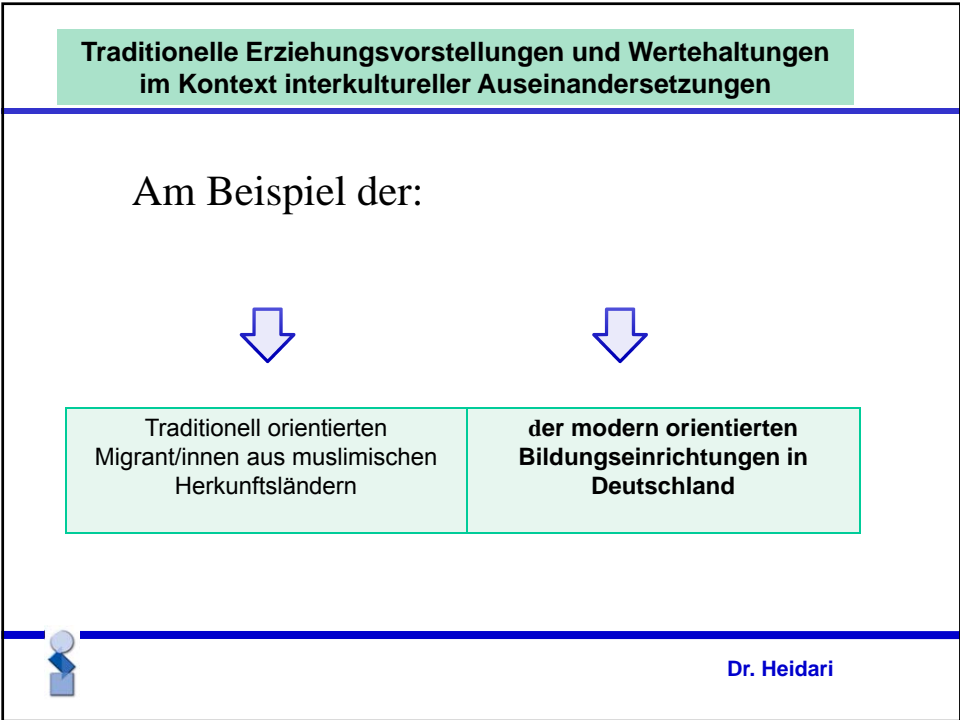 Traditionelle Erziehungsvorstellungen und Wertehaltungen
im Kontext interkultureller Auseinandersetzungen
Am Beispiel der:
Traditionell orientierten
Migrant/innen aus muslimischen
Herkunftsländern
der modern orientierten
Bildungseinrichtungen in
Deutschland
Dr. Heidari